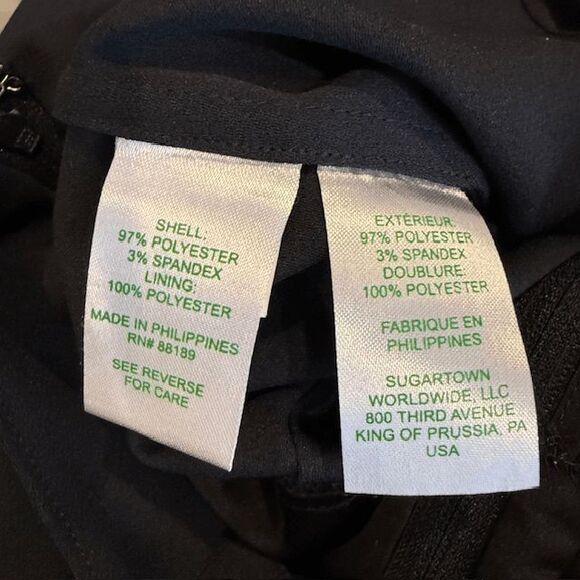 SHELL:
97% POLYESTER
3% SPANDEX
LINING:
100% POLYESTER
MADE IN PHILIPPINES
RN# 88189
SEE REVERSE
FOR CARE
EXTÉRIEUR:
97% POLYESTER
3% SPANDEX
DOUBLURE:
100% POLYESTER
FABRIQUE EN
PHILIPPINES
SUGARTOWN
WORLDWIDE, LLC
800 THIRD AVENUE
KING OF PRUSSIA, PA
USA